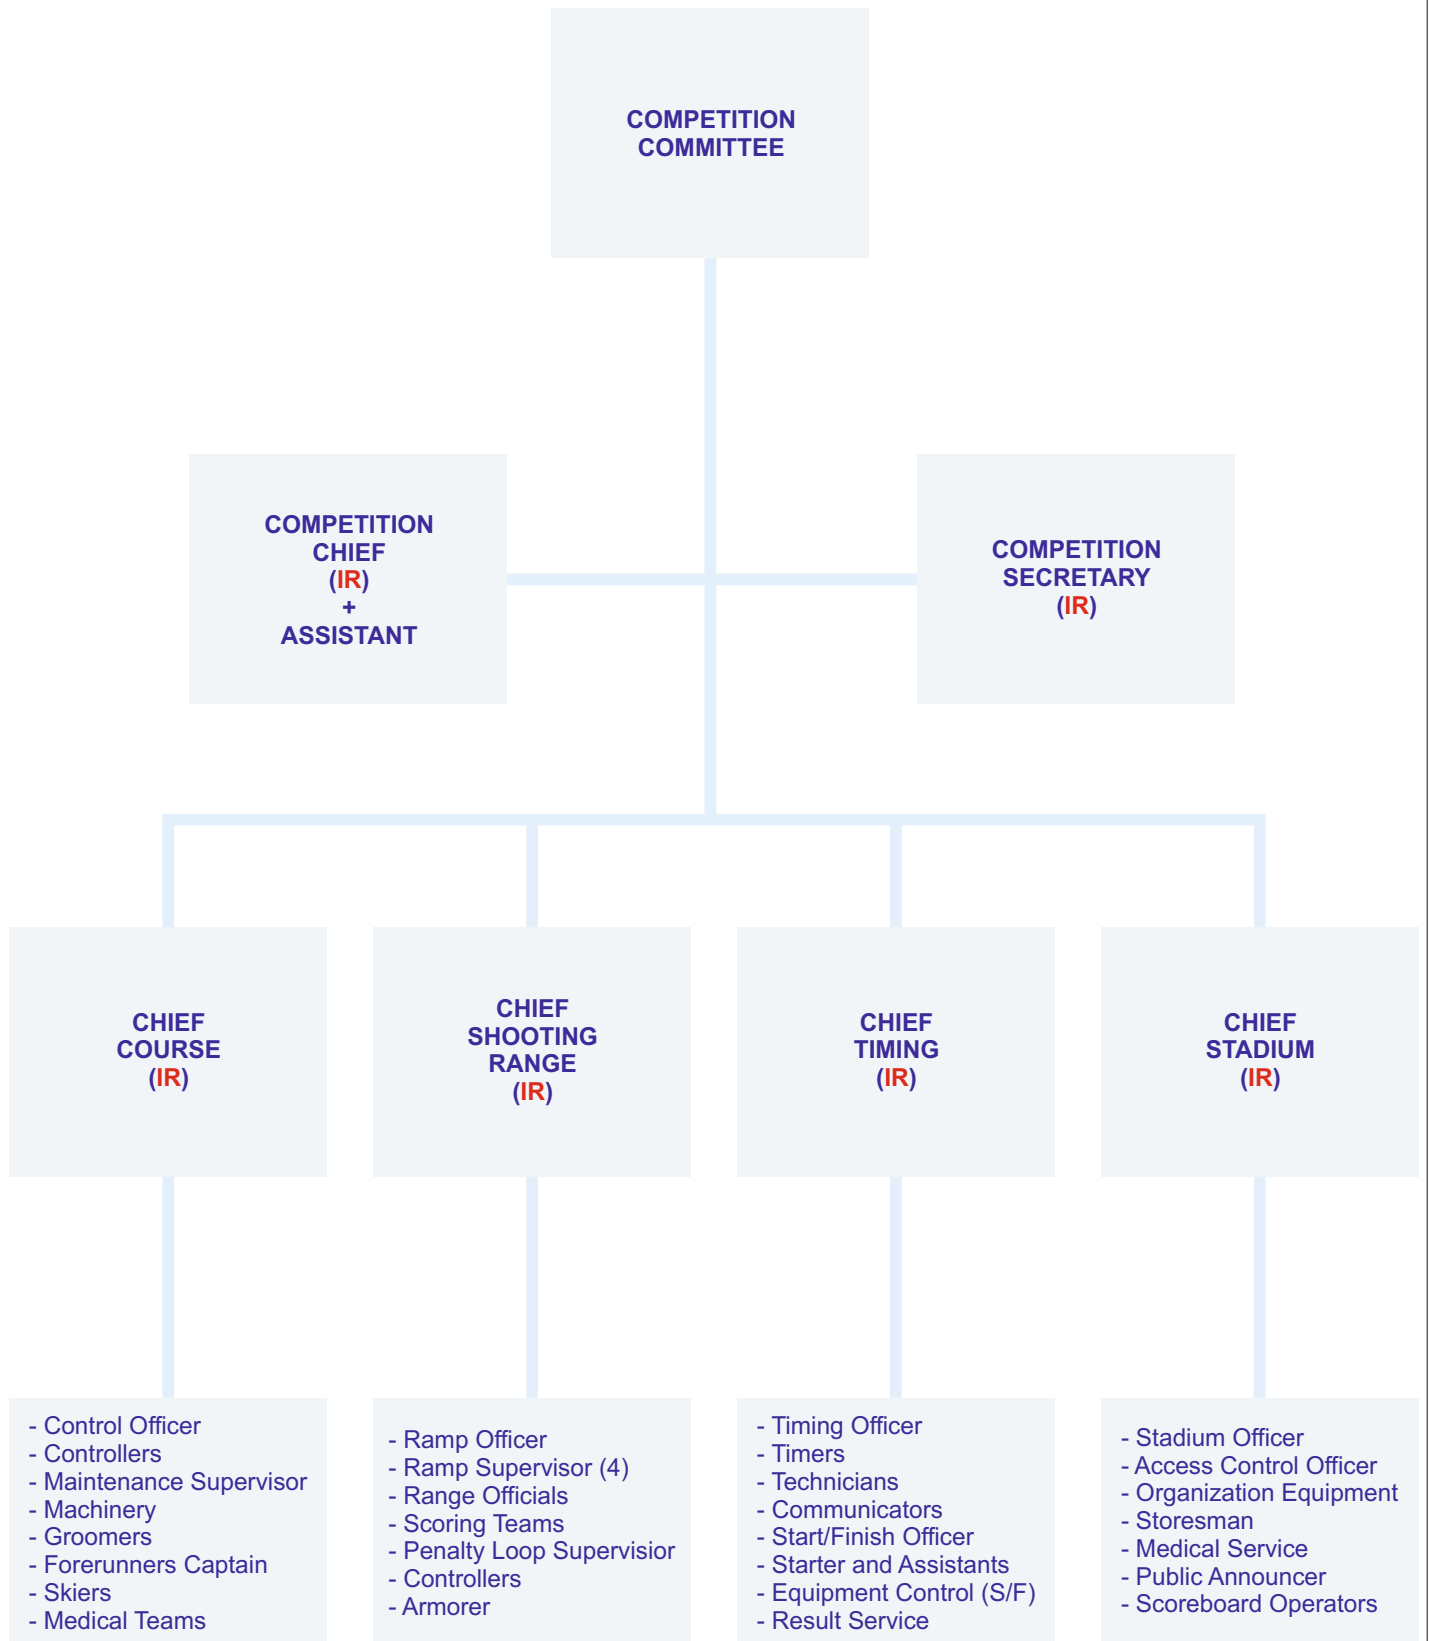 COMPETITION
COMMITTEE
COMPETITION
CHIEF
(IR)
+
ASSISTANT
COMPETITION
SECRETARY
(IR)
CHIEF
COURSE
(IR)
CHIEF
SHOOTING
RANGE
(IR)
CHIEF
TIMING
(IR)
CHIEF
STADIUM
(IR)
- Control Officer
- Controllers
- Maintenance Supervisor
- Machinery
- Groomers
- Forerunners Captain
- Skiers
- Medical Teams
- Ramp Officer
- Ramp Supervisor (4)
- Range Officials
- Scoring Teams
- Penalty Loop Supervisior
- Controllers
- Armorer
- Timing Officer
- Timers
- Technicians
- Communicators
- Start/Finish Officer
- Starter and Assistants
- Equipment Control (S/F)
- Result Service
- Stadium Officer
- Access Control Officer
- Organization Equipment
- Storesman
- Medical Service
- Public Announcer
- Scoreboard Operators